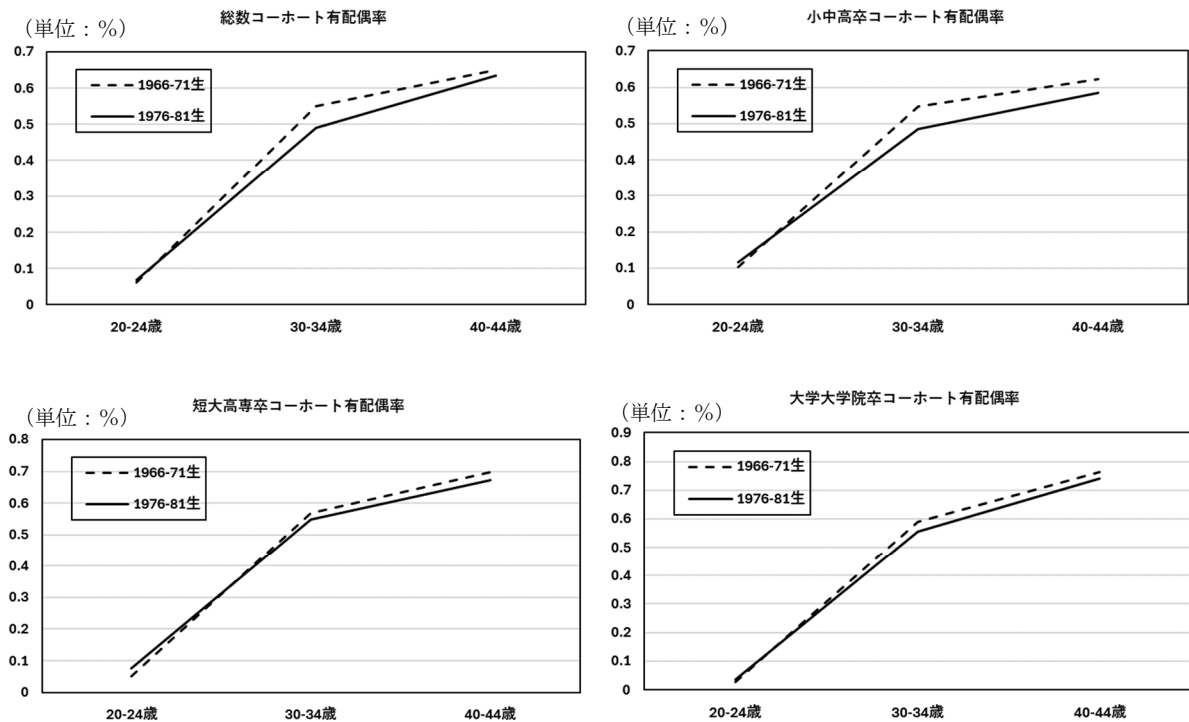 総数コーホート有配偶率
（単位：%）
0.7
0.6
0.5
0.4
0.3
0.2
0.1
0
1966-71生
1976-81生
20-24歳
30-34歳
40-44歳
小中高卒コーホート有配偶率
（単位：%）
0.7
0.6
0.5
0.4
0.3
0.2
0.1
0
1966-71生
1976-81生
20-24歳
30-34歳
40-44歳
短大高専卒コーホート有配偶率
（単位：%）
0.8
0.7
0.6
0.5
0.4
0.3
0.2
0.1
0
1966-71生
1976-81生
20-24歳
30-34歳
40-44歳
大学大学院卒コーホート有配偶率
（単位：%）
0.9
0.8
0.7
0.6
0.5
0.4
0.3
0.2
0.1
0
1966-71生
1976-81生
20-24歳
30-34歳
40-44歳